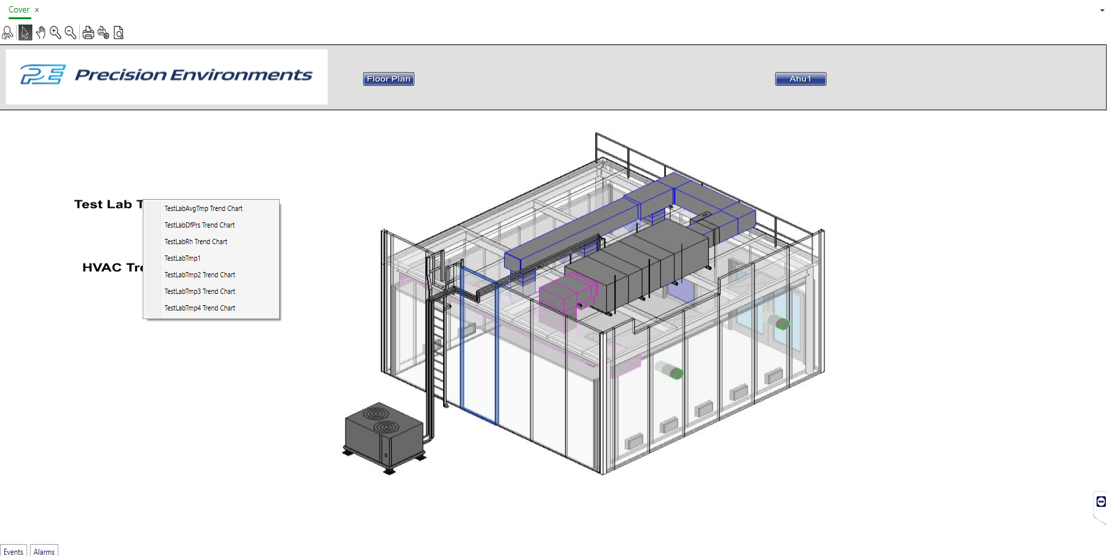 Cover ×
PE Precision Environments
Floor Plan
Ahu1
Test Lab T
HVAC Tre
TestLabAvgTmp Trend Chart
TestLabDfPrs Trend Chart
TestLabRh Trend Chart
TestLabTmp1
TestLabTmp2 Trend Chart
TestLabTmp3 Trend Chart
TestLabTmp4 Trend Chart
Events
Alarms